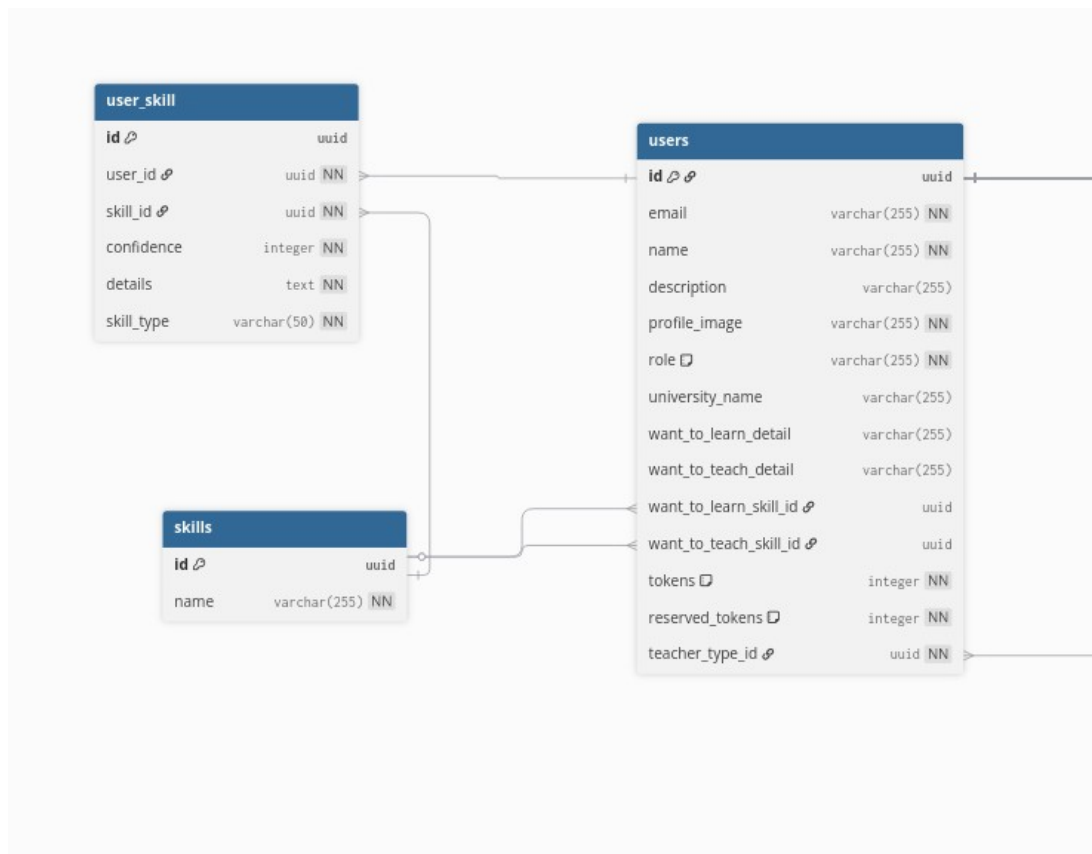 user_skill
id uuid
user_id uuid NN
skill_id uuid NN
confidence integer NN
details text NN
skill_type varchar(50) NN
users
id uuid
email varchar(255) NN
name varchar(255) NN
description varchar(255)
profile_image varchar(255) NN
role varchar(255) NN
university_name varchar(255)
want_to_learn_detail varchar(255)
want_to_teach_detail varchar(255)
want_to_learn_skill_id uuid
want_to_teach_skill_id uuid
tokens integer NN
reserved_tokens integer NN
teacher_type_id uuid NN
skills
id uuid
name varchar(255) NN